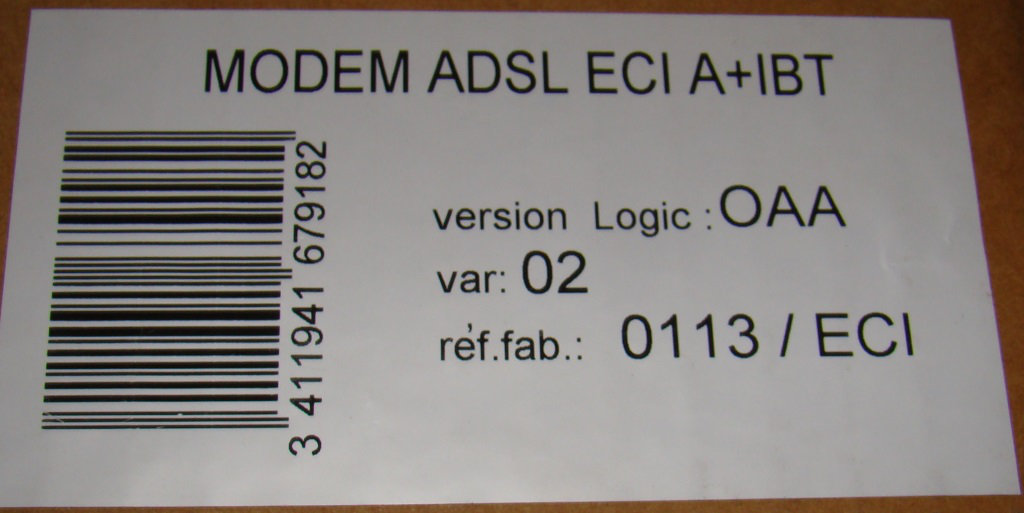 MODEM ADSL ECI A+IBT
3 411941 679182
version Logic : OAA
var: 02
réf.fab.: 0113 / ECI